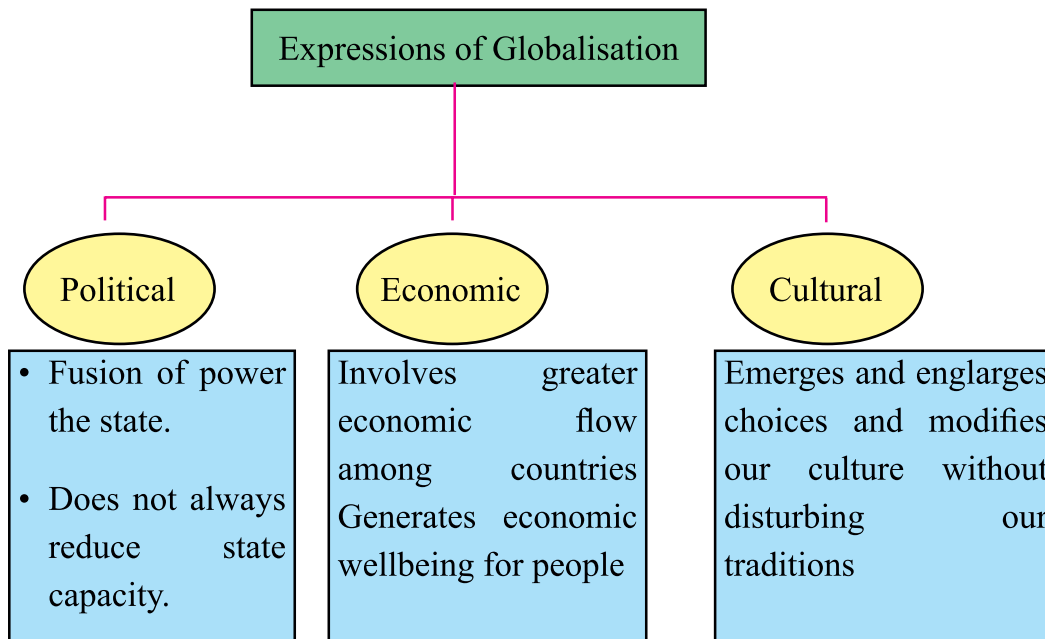 Expressions of Globalisation
Political
• Fusion of power
the state.
• Does not always
reduce state
capacity.
Economic
Involves greater
economic flow
among countries
Generates economic
wellbeing for people
Cultural
Emerges and englarges
choices and modifies
our culture without
disturbing our
traditions